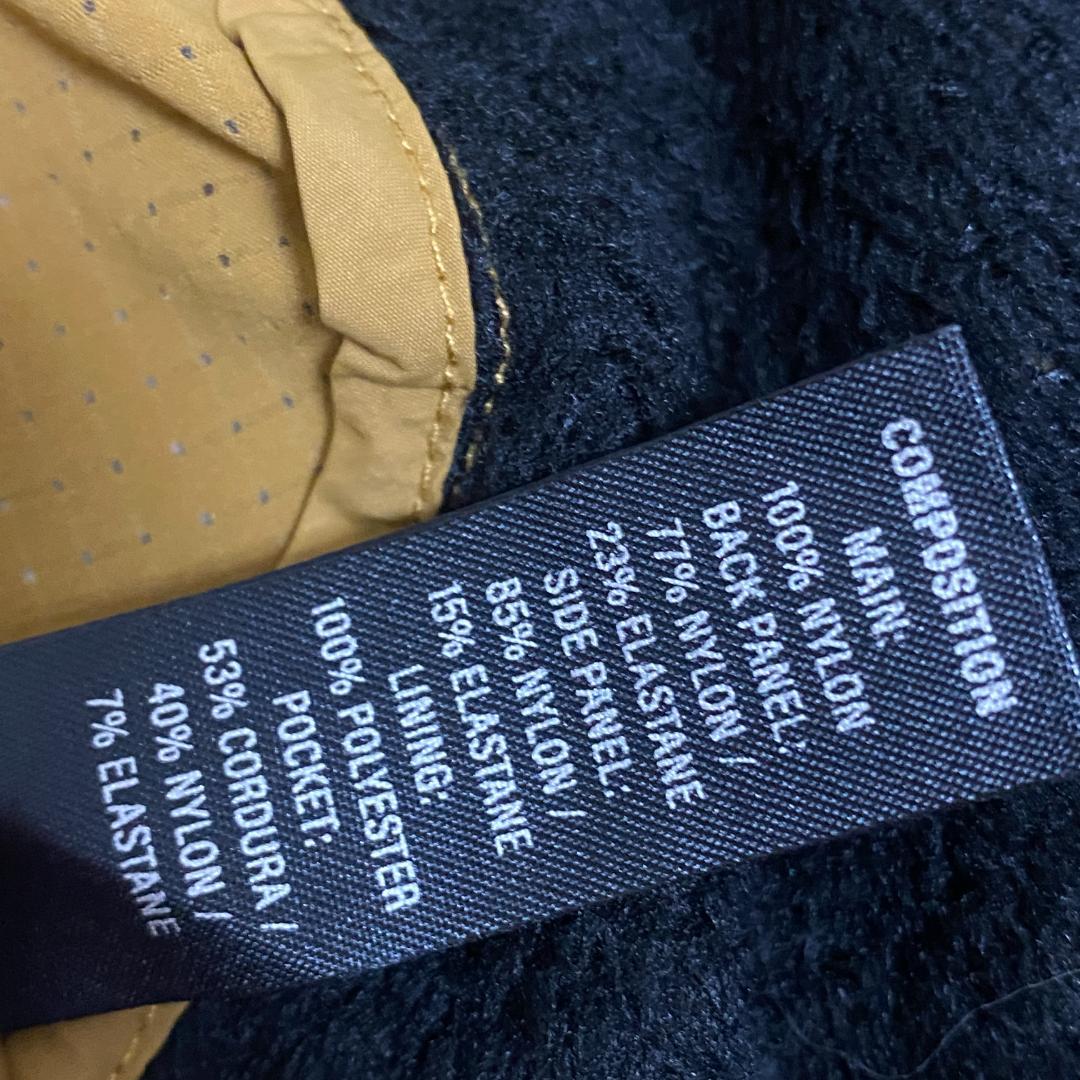 COMPOSITION
MAIN:
100% NYLON
BACK PANEL:
77% NYLON /
23% ELASTANE
SIDE PANEL:
85% NYLON /
15% ELASTANE
LINING:
100% POLYESTER
POCKET:
53% CORDURA /
40% NYLON /
7% ELASTANE